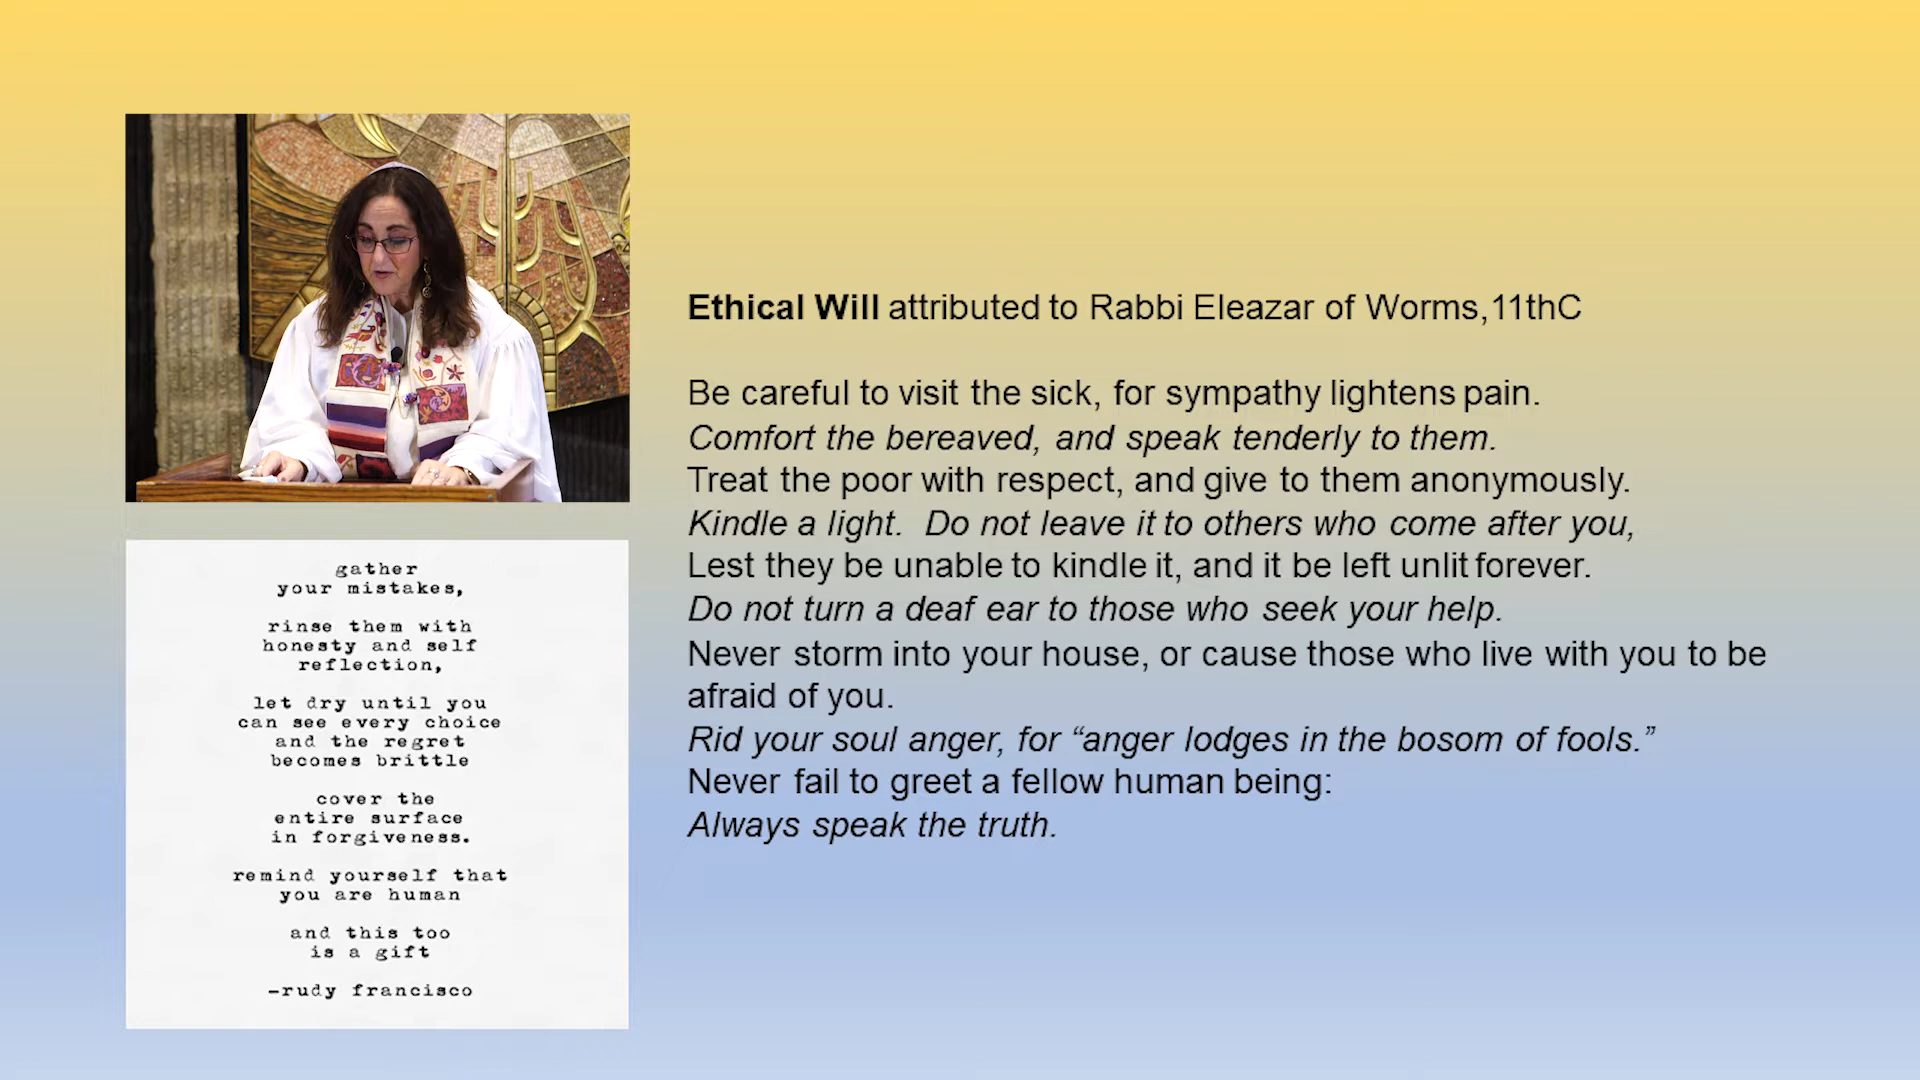 Ethical Will attributed to Rabbi Eleazar of Worms,11thC
Be careful to visit the sick, for sympathy lightens pain.
Comfort the bereaved, and speak tenderly to them.
Treat the poor with respect, and give to them anonymously.
Kindle a light.  Do not leave it to others who come after you,
Lest they be unable to kindle it, and it be left unlit forever.
Do not turn a deaf ear to those who seek your help.
Never storm into your house, or cause those who live with you to be
afraid of you.
Rid your soul anger, for “anger lodges in the bosom of fools.”
Never fail to greet a fellow human being:
Always speak the truth.
gather
your mistakes,
rinse them with
honesty and self
reflection,
let dry until you
can see every choice
and the regret
becomes brittle
cover the
entire surface
in forgiveness.
remind yourself that
you are human
and this too
is a gift
-rudy francisco